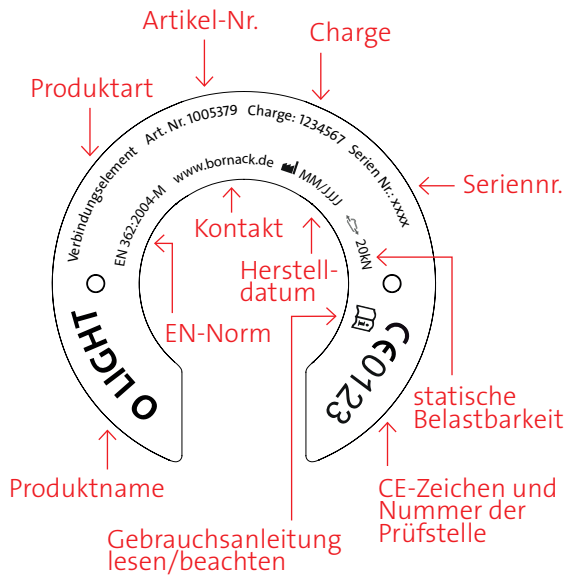 Artikel-Nr.
Charge
Produktart
Verbindungselement Art. Nr. 1005379 Charge: 1234567 Serien Nr.: xxxx
Seriennr.
EN 362:2004-M www.bornack.de MM/JJJJ 20kN
Kontakt
Herstell-
datum
EN-Norm
O LIGHT
CE0123
statische
Belastbarkeit
Produktname
CE-Zeichen und
Nummer der
Prüfstelle
Gebrauchsanleitung
lesen/beachten